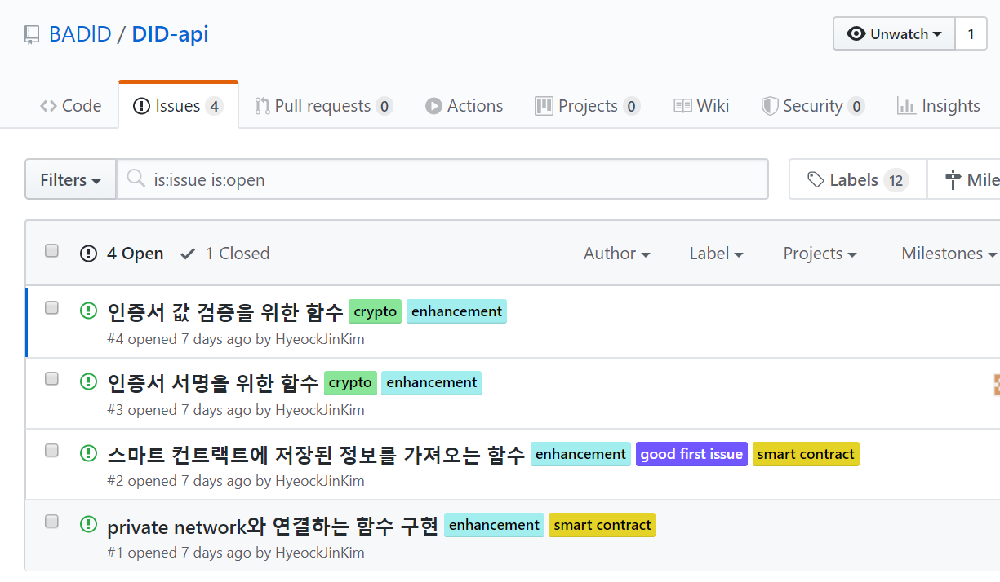 BADID / DID-api
Unwatch 1
Code Issues 4 Pull requests 0 Actions Projects 0 Wiki Security 0 Insights
Filters is:issue is:open Labels 12
4 Open 1 Closed Author Label Projects Milestones
인증서 값 검증을 위한 함수 crypto enhancement
#4 opened 7 days ago by HyeockJinKim
인증서 서명을 위한 함수 crypto enhancement
#3 opened 7 days ago by HyeockJinKim
스마트 컨트랙트에 저장된 정보를 가져오는 함수 enhancement good first issue smart contract
#2 opened 7 days ago by HyeockJinKim
private network와 연결하는 함수 구현 enhancement smart contract
#1 opened 7 days ago by HyeockJinKim